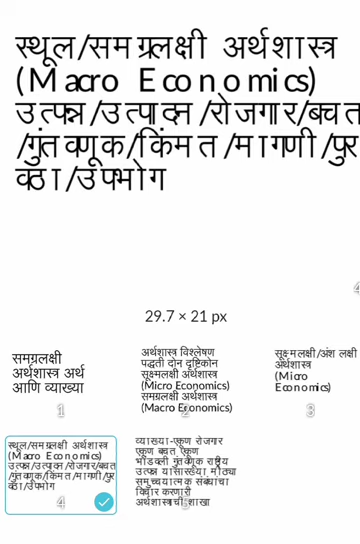 स्थूल/समग्रलक्षी अर्थशास्त्र
(Macro Economics)
उत्पन्न/उत्पादन/रोजगार/बचत
/गुंतवणूक/किंमत/मागणी/पुर
वठा/उपभोग
4
29.7 × 21 px
समग्रलक्षी
अर्थशास्त्र अर्थ
आणि व्याख्या
1
अर्थशास्त्र विश्लेषण
पद्धती दोन दृष्टिकोन
सूक्ष्मलक्षी अर्थशास्त्र
(Micro Economics)
समग्रलक्षी अर्थशास्त्र
(Macro Economics)
2
सूक्ष्मलक्षी/अंश लक्षी
अर्थशास्त्र
(Micro
Economics)
3
स्थूल/समग्रलक्षी अर्थशास्त्र
(Macro Economics)
उत्पन्न/उत्पादन/रोजगार/बचत
/गुंतवणूक/किंमत/मागणी/पुर
वठा/उपभोग
4
व्याख्या-एकूण रोजगार
एकूण बचत एकूण
भांडवली गुंतवणूक राष्ट्रीय
उत्पन्न यासारख्या मोठ्या
समुच्चयात्मक संबंधांचा
विचार करणारी
अर्थशास्त्राची शाखा
5